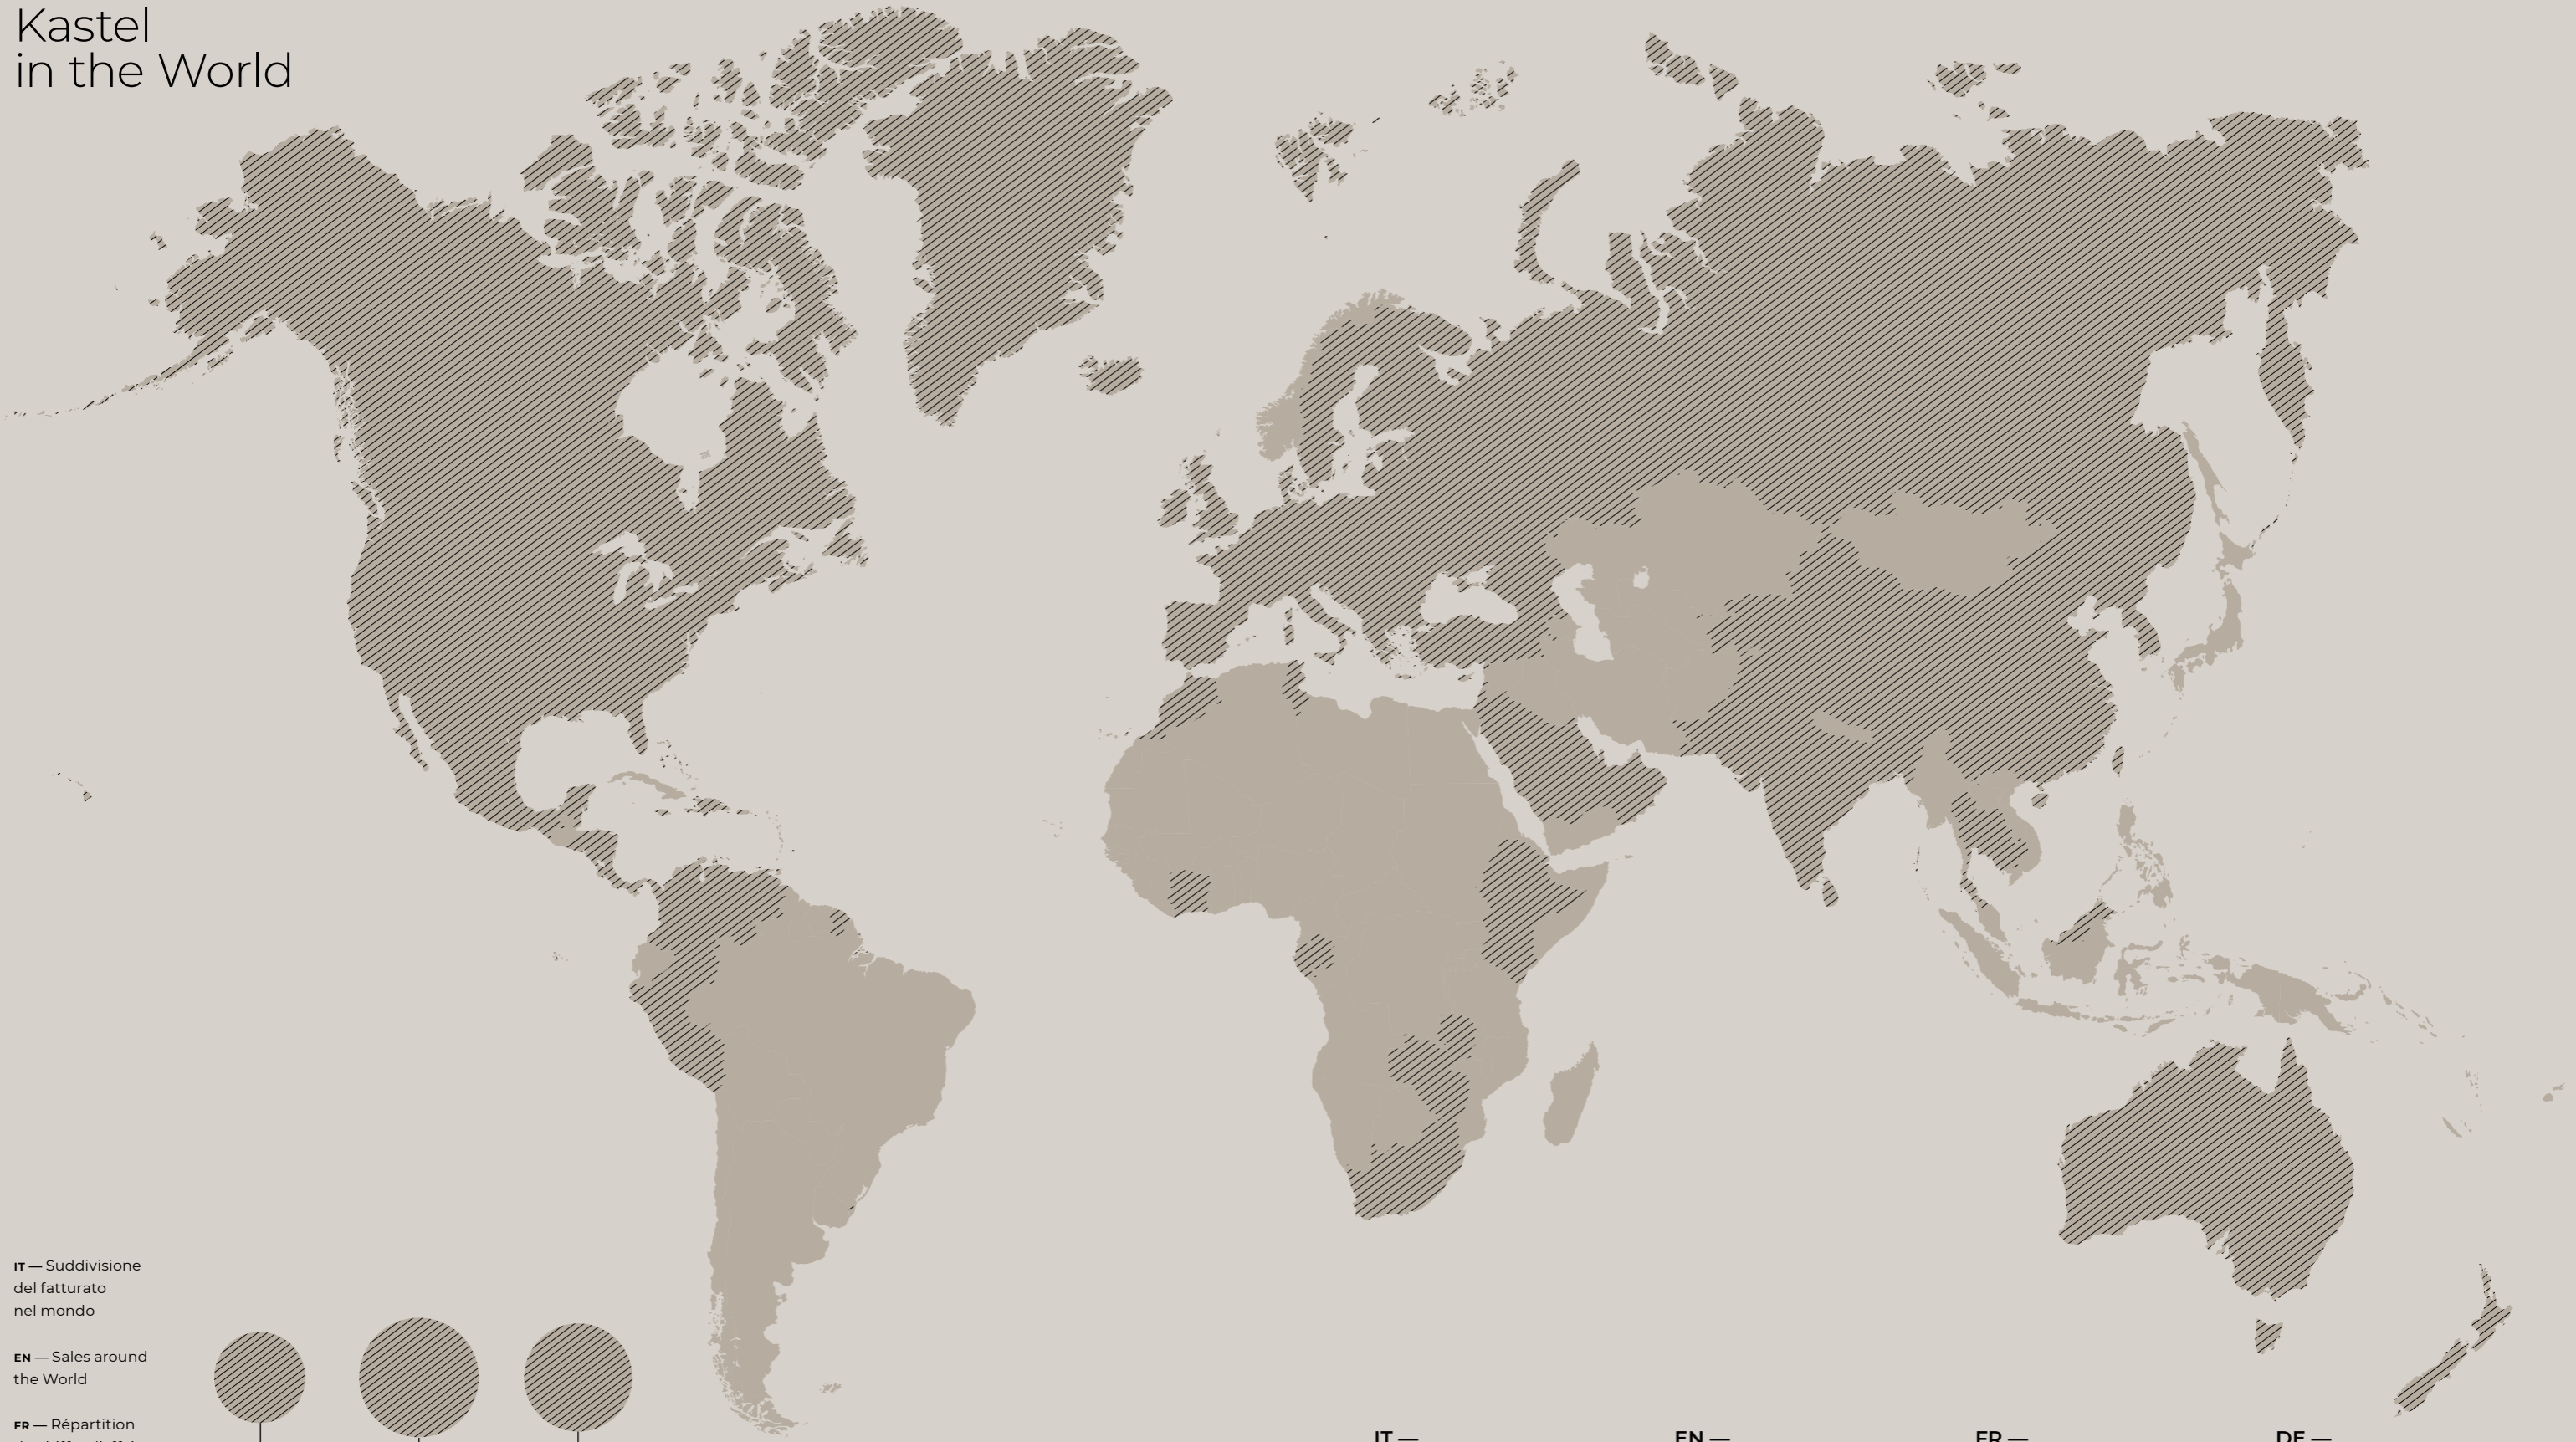 Kastel
in the World
IT — Suddivisione
del fatturato
nel mondo
EN — Sales around
the World
FR — Répartition
IT —
EN —
FR —
DE —